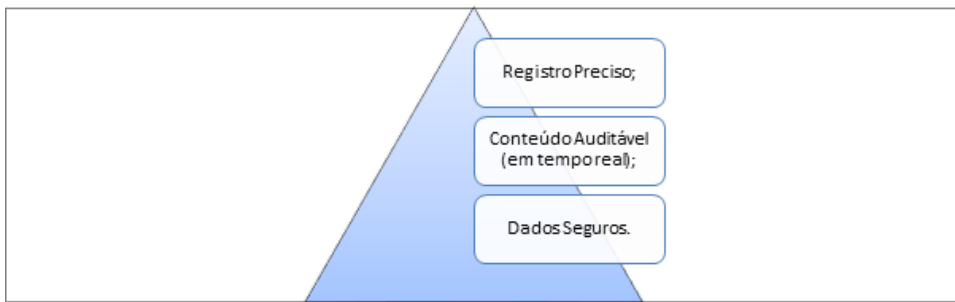 Registro Preciso;
Conteúdo Auditável
(em tempo real);
Dados Seguros.